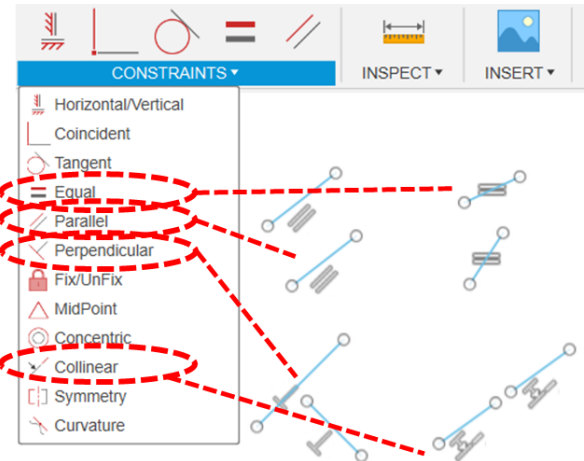 CONSTRAINTS ▾
INSPECT ▾
INSERT ▾
Horizontal/Vertical
Coincident
Tangent
Equal
Parallel
Perpendicular
Fix/UnFix
MidPoint
Concentric
Collinear
Symmetry
Curvature